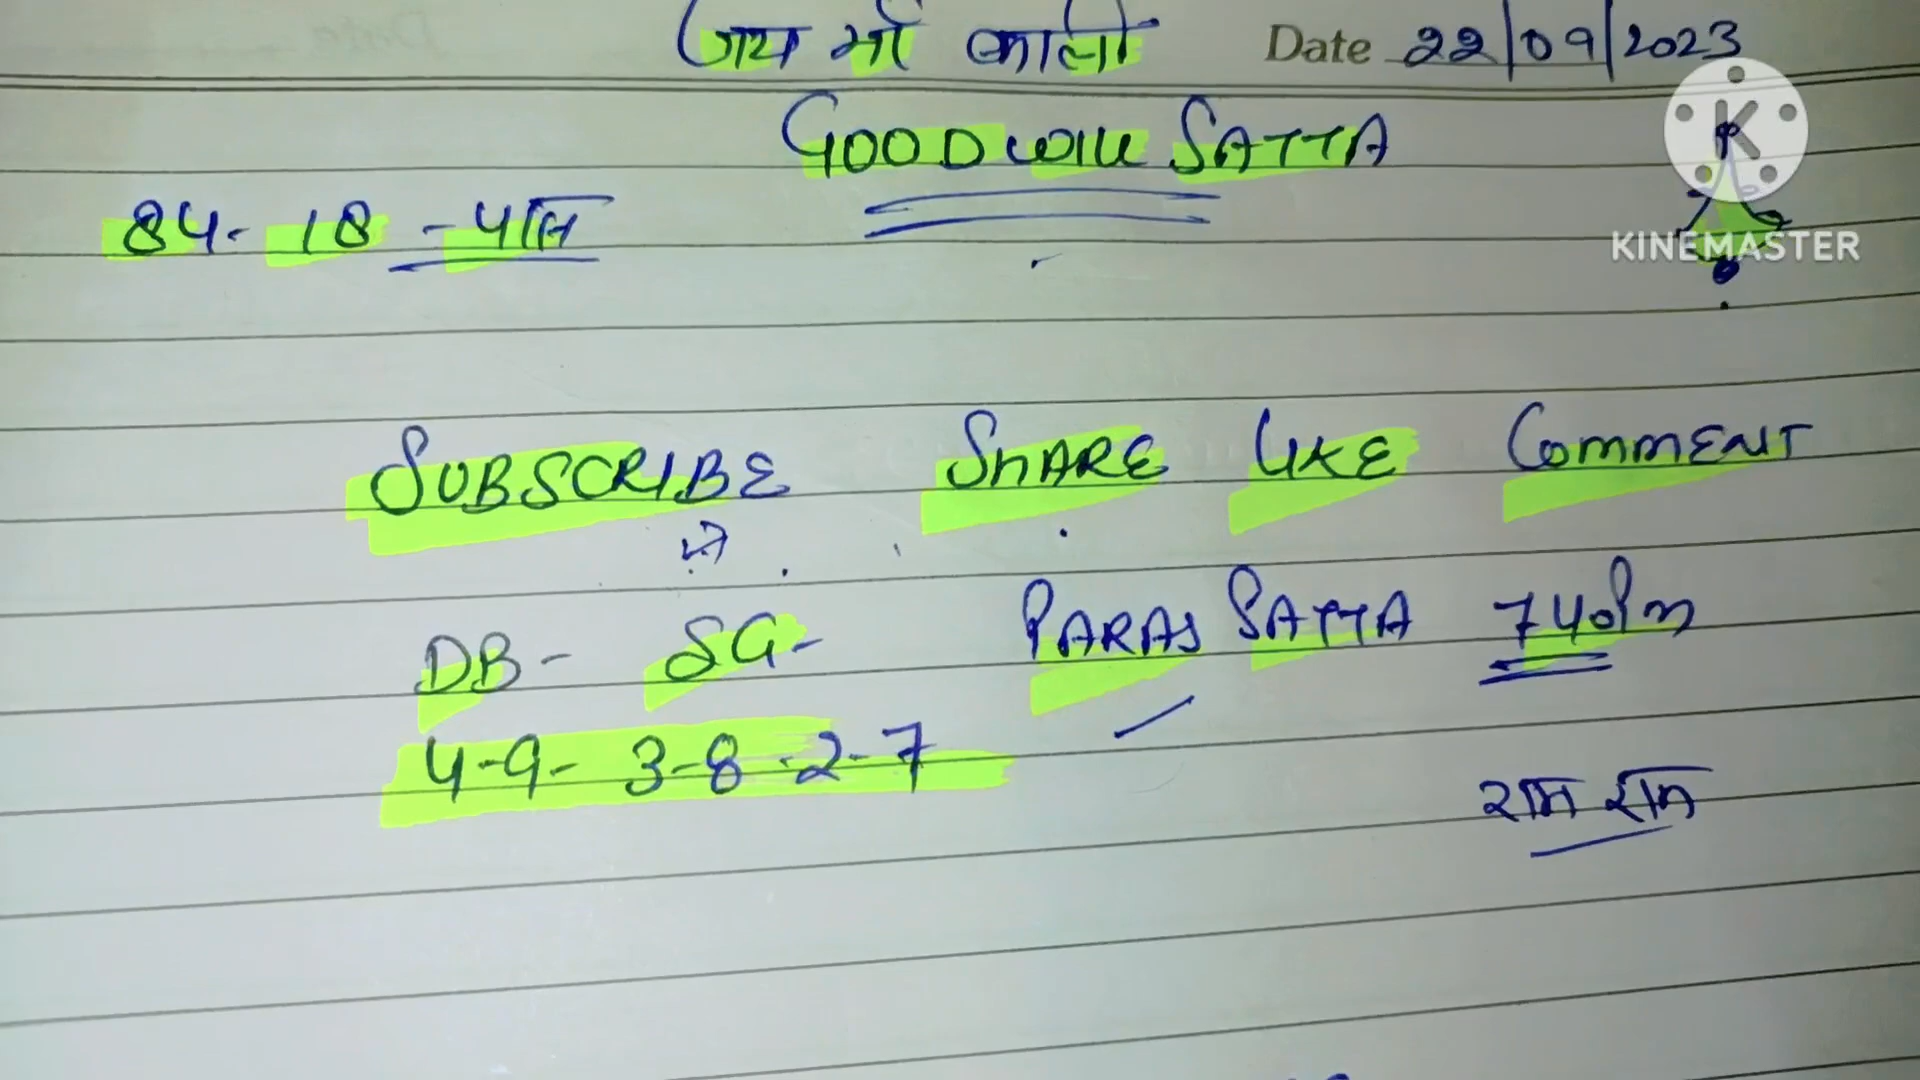 जय माँ काली Date 22/09/2023
GOODWILL SATTA
84- 18 - पास
KINEMASTER
SUBSCRIBE SHARE LIKE COMMENT
DB- SG- PARAS SATTA 740Pm
4-9- 3-8-2-7
राम राम